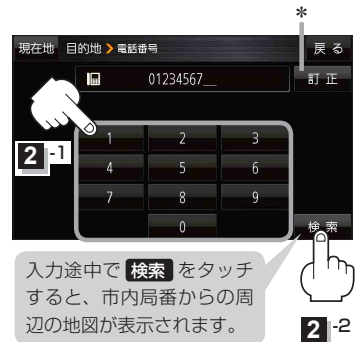 *
現在地 目的地 > 電話番号 戻る
01234567__ 訂正
2 -1
1 2 3
4 5 6
7 8 9
0 検索
入力途中で 検索 をタッチ
すると、市内局番からの周
辺の地図が表示されます。
2 -2